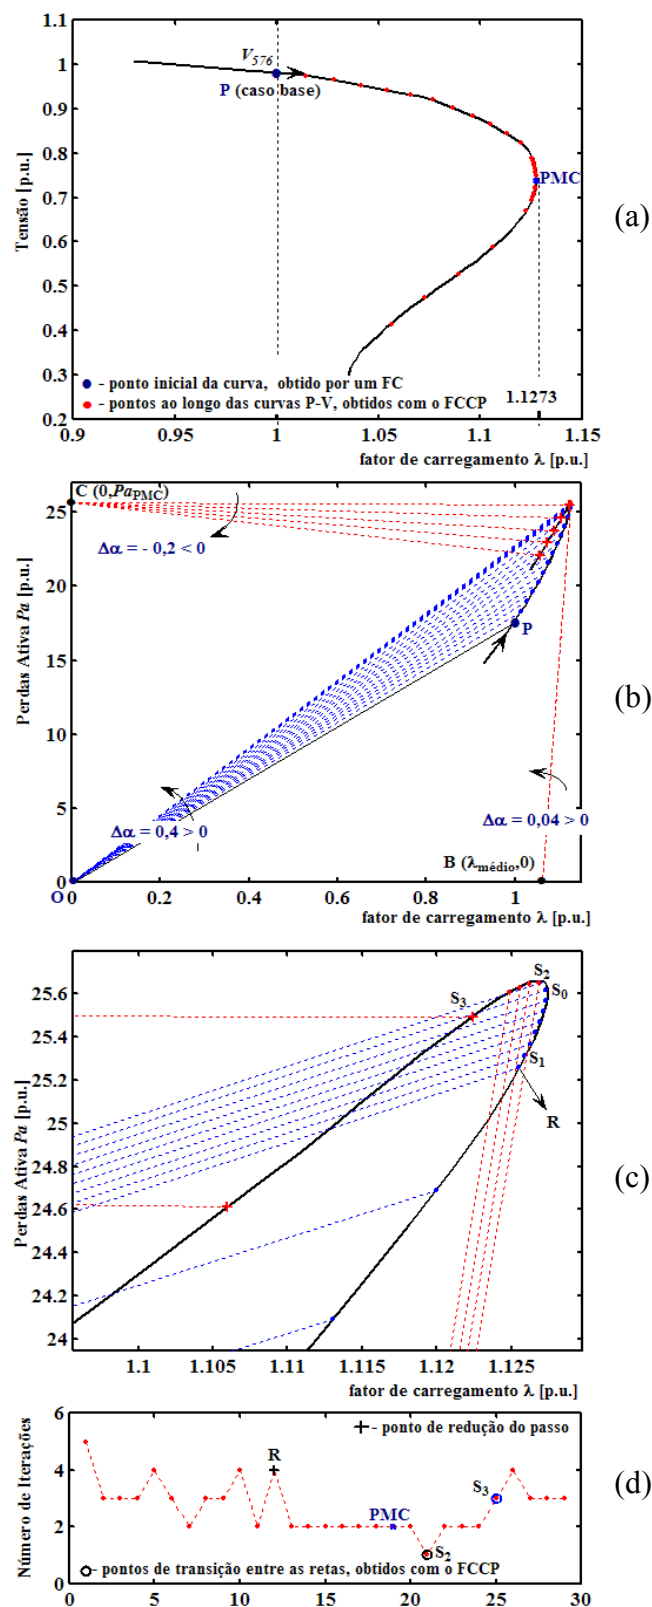 1.1
1
0.9
0.8
0.7
0.6
0.5
0.4
0.3
0.2
Tensão [p.u.]
V576
P (caso base)
PMC
(a)
- ponto inicial da curva, obtido por um FC
- pontos ao longo das curvas P-V, obtidos com o FCCP
1.1273
0.9 0.95 1 1.05 1.1 1.15
fator de carregamento λ [p.u.]
C (0,PaPMC)
25
20
15
10
5
0
Perdas Ativa Pa [p.u.]
Δα = - 0,2 < 0
P
(b)
Δα = 0,4 > 0
Δα = 0,04 > 0
B (λmédio,0)
O
0 0.2 0.4 0.6 0.8 1
fator de carregamento λ [p.u.]
25.6
25.4
25.2
25
24.8
24.6
24.4
24.2
24
Perdas Ativa Pa [p.u.]
S2
S0
S3
S1
R
(c)
1.1 1.105 1.11 1.115 1.12 1.125
fator de carregamento λ [p.u.]
6
4
2
0
Número de Iterações
+ - ponto de redução do passo
R
S3
PMC
S2
(d)
- pontos de transição entre as retas, obtidos com o FCCP
0 5 10 15 20 25 30